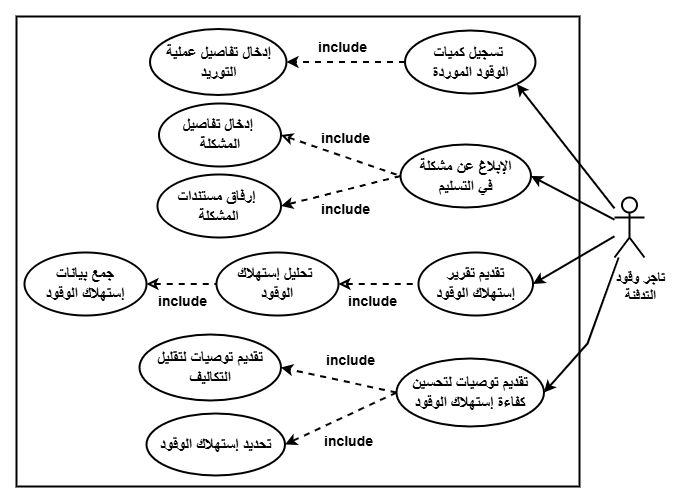 تسجيل كميات
الوقود الموردة
include
إدخال تفاصيل عملية
التوريد
الإبلاغ عن مشكلة
في التسليم
include
إدخال تفاصيل
المشكلة
include
إرفاق مستندات
المشكلة
تاجر وقود
التدفئة
تقديم تقرير
إستهلاك الوقود
include
تحليل إستهلاك
الوقود
include
جمع بيانات
إستهلاك الوقود
تقديم توصيات لتحسين
كفاءة إستهلاك الوقود
include
تقديم توصيات لتقليل
التكاليف
include
تحديد إستهلاك الوقود